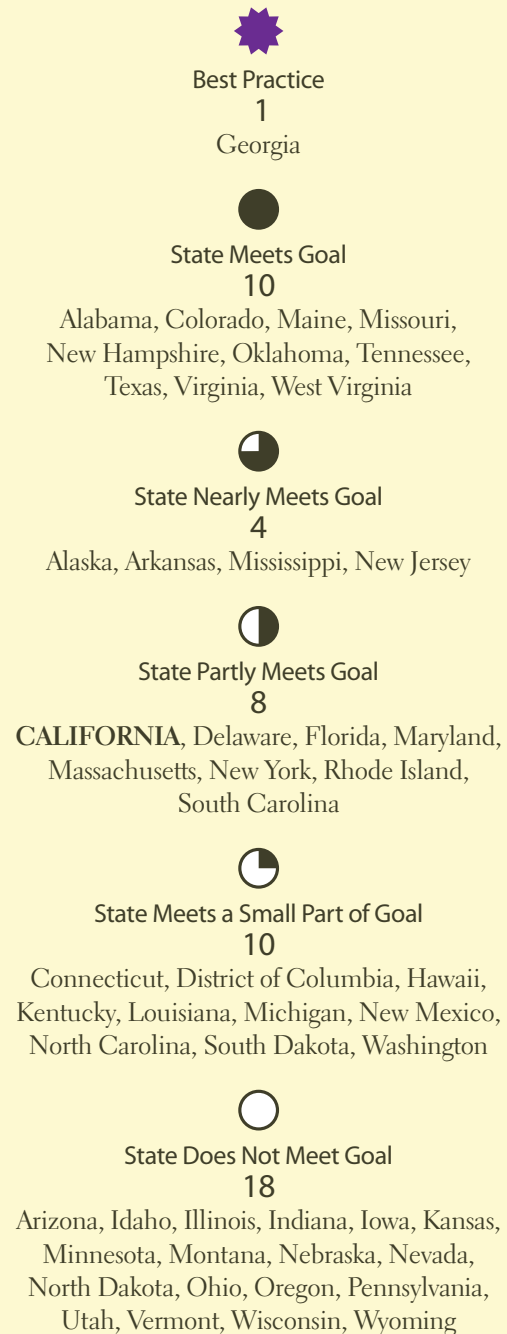 Best Practice
1
Georgia
State Meets Goal
10
Alabama, Colorado, Maine, Missouri,
New Hampshire, Oklahoma, Tennessee,
Texas, Virginia, West Virginia
State Nearly Meets Goal
4
Alaska, Arkansas, Mississippi, New Jersey
State Partly Meets Goal
8
CALIFORNIA, Delaware, Florida, Maryland,
Massachusetts, New York, Rhode Island,
South Carolina
State Meets a Small Part of Goal
10
Connecticut, District of Columbia, Hawaii,
Kentucky, Louisiana, Michigan, New Mexico,
North Carolina, South Dakota, Washington
State Does Not Meet Goal
18
Arizona, Idaho, Illinois, Indiana, Iowa, Kansas,
Minnesota, Montana, Nebraska, Nevada,
North Dakota, Ohio, Oregon, Pennsylvania,
Utah, Vermont, Wisconsin, Wyoming